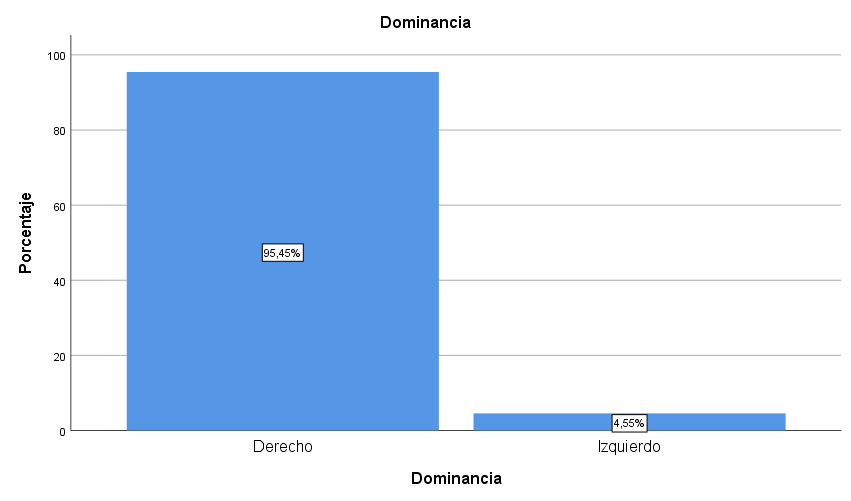 Dominancia
100
80
60
40
20
0
Porcentaje
95,45%
4,55%
Derecho
Izquierdo
Dominancia